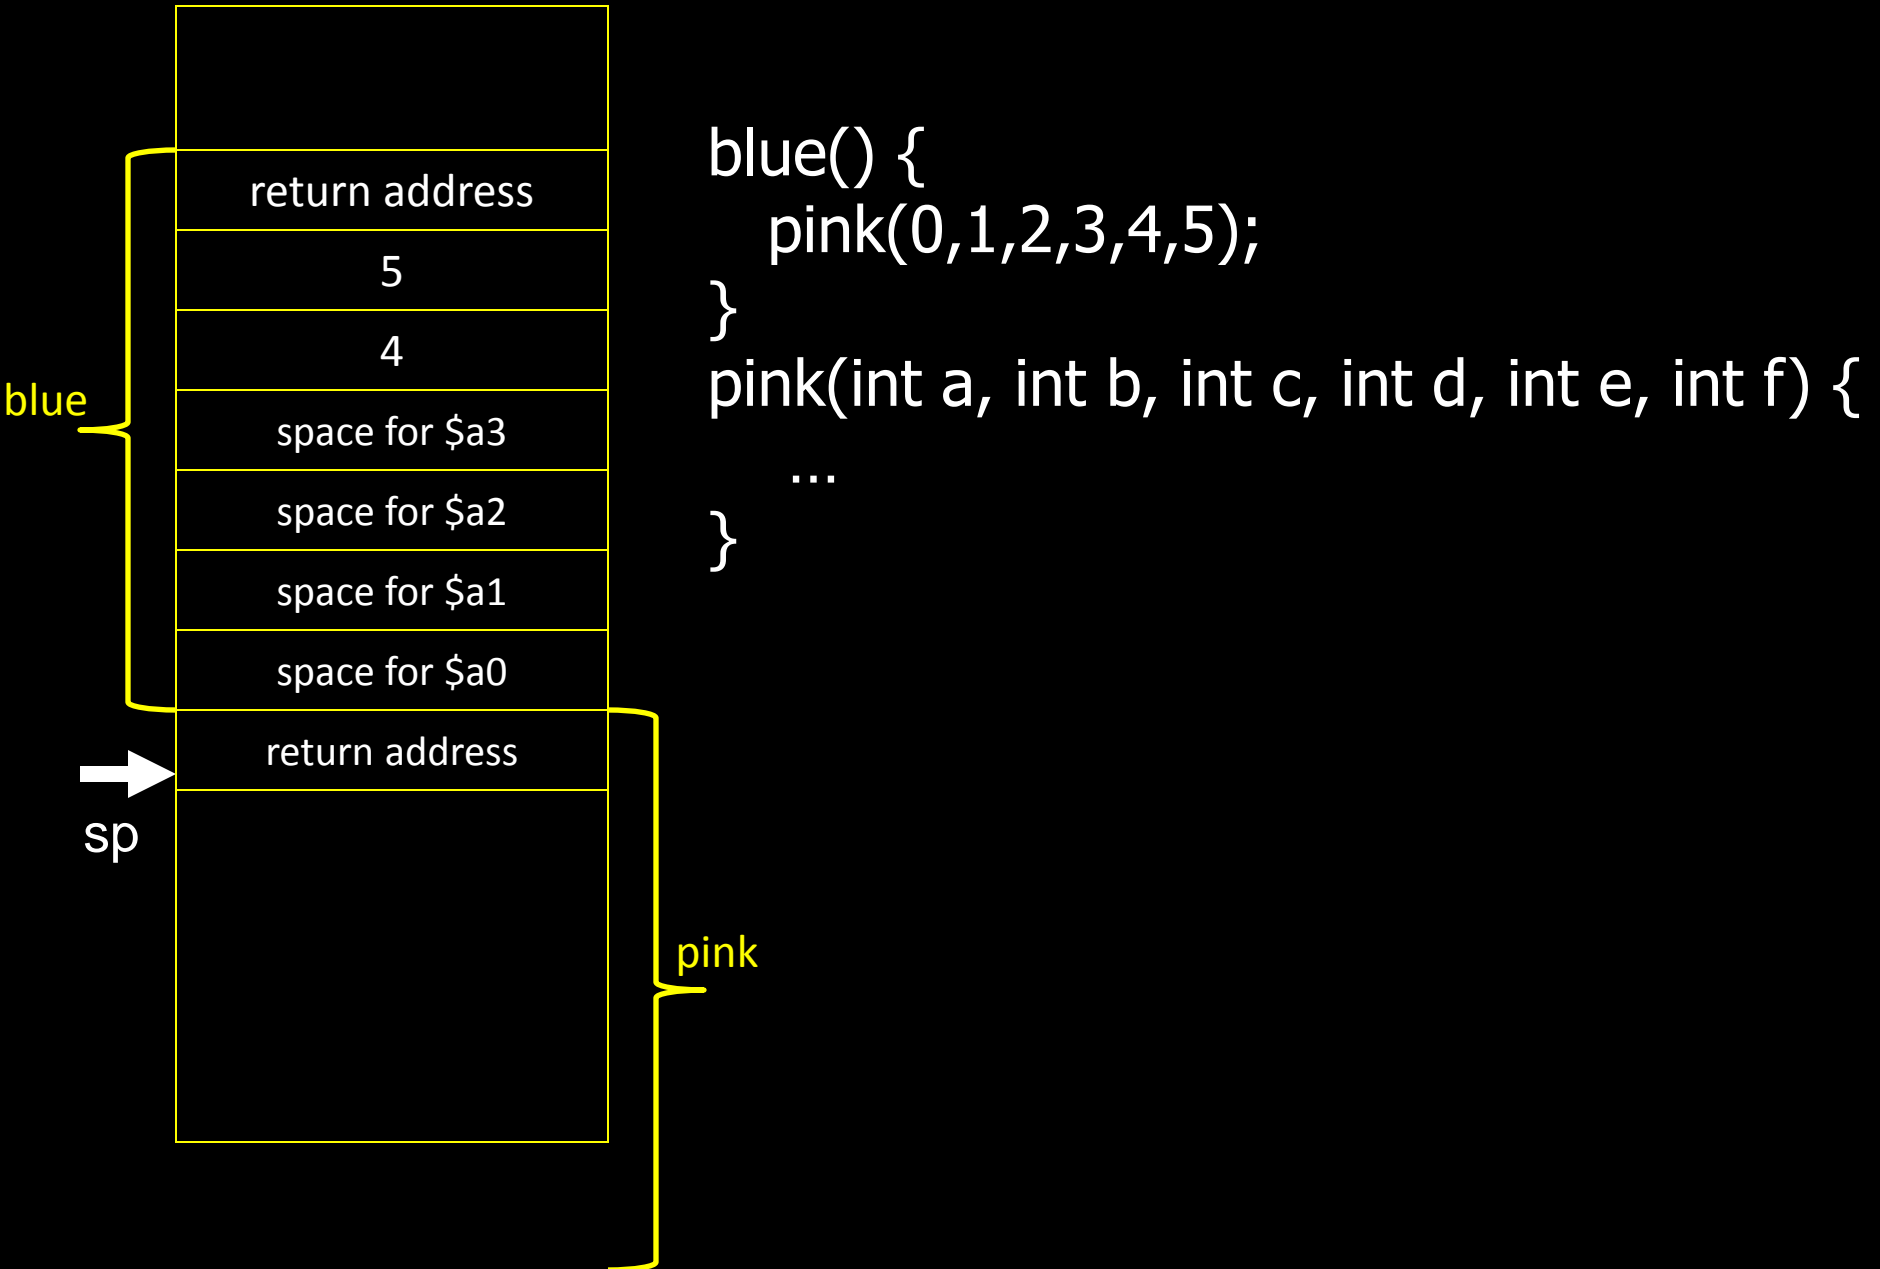 return address
5
4
space for $a3
space for $a2
space for $a1
space for $a0
return address
blue
sp
pink
blue() {
pink(0,1,2,3,4,5);
}
pink(int a, int b, int c, int d, int e, int f) {
...
}